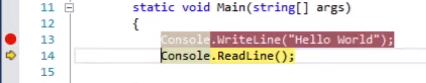 11 static void Main(string[] args)
12 {
13 Console.WriteLine("Hello World");
14 Console.ReadLine();
15